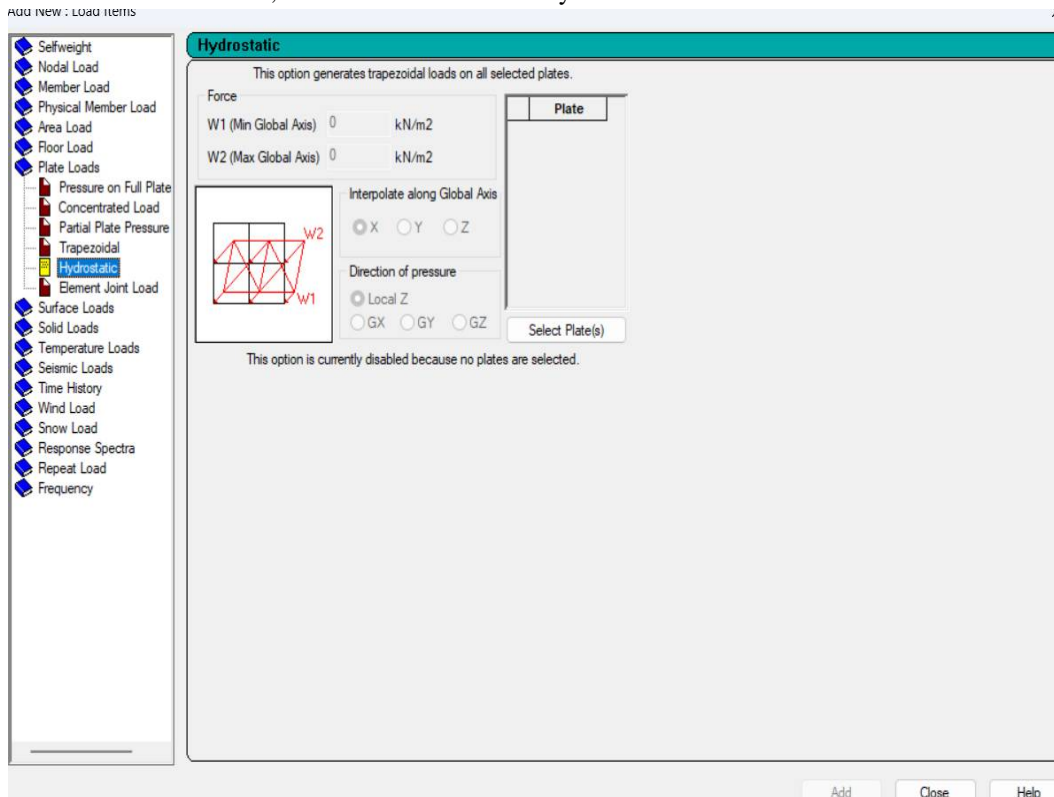 Add New : Load Items
Selfweight
Nodal Load
Member Load
Physical Member Load
Area Load
Floor Load
Plate Loads
Pressure on Full Plate
Concentrated Load
Partial Plate Pressure
Trapezoidal
Hydrostatic
Element Joint Load
Surface Loads
Solid Loads
Temperature Loads
Seismic Loads
Time History
Wind Load
Snow Load
Response Spectra
Repeat Load
Frequency
Hydrostatic
This option generates trapezoidal loads on all selected plates.
Force
W1 (Min Global Axis) 0 kN/m2
W2 (Max Global Axis) 0 kN/m2
Plate
W2
W1
Interpolate along Global Axis
X Y Z
Direction of pressure
Local Z
GX GY GZ
Select Plate(s)
This option is currently disabled because no plates are selected.
Add Close Help